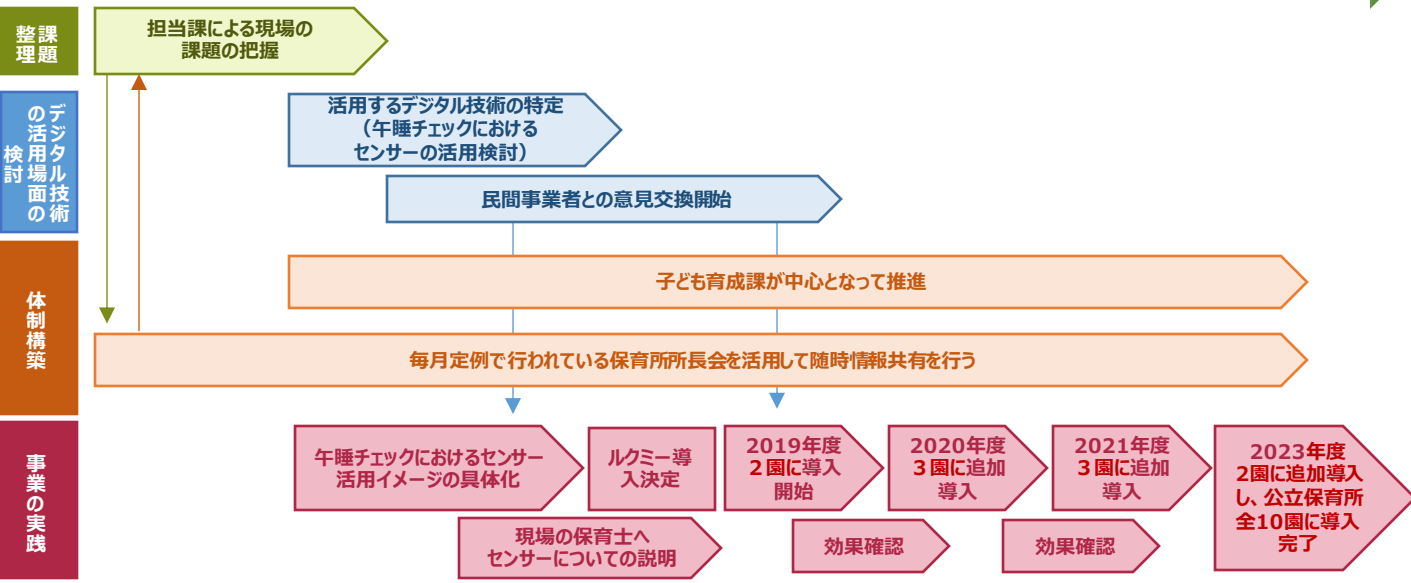 課題
整理
担当課による現場の
課題の把握
デジタル技術
の活用場面の
検討
活用するデジタル技術の特定
（午睡チェックにおける
センサーの活用検討）
民間事業者との意見交換開始
体制構築
子ども育成課が中心となって推進
毎月定例で行われている保育所所長会を活用して随時情報共有を行う
事業の実践
午睡チェックにおけるセンサー
活用イメージの具体化
ルクミー導
入決定
2019年度
２園に導入
開始
2020年度
３園に追加
導入
2021年度
３園に追加
導入
2023年度
2園に追加導入
し、公立保育所
全10園に導入
完了
現場の保育士へ
センサーについての説明
効果確認
効果確認